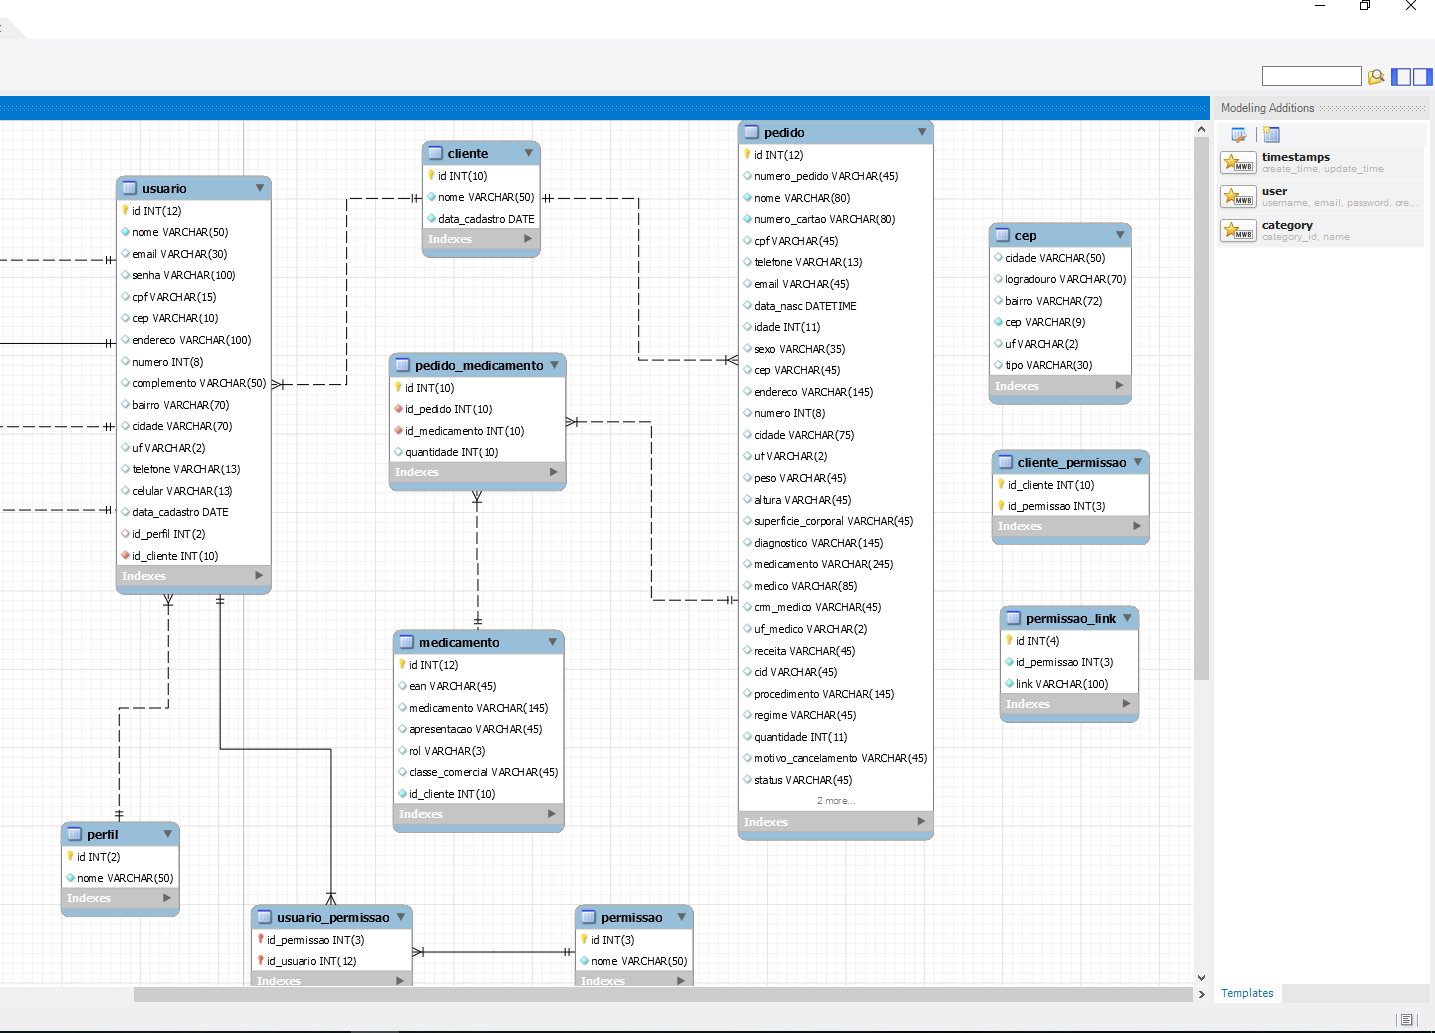 Modeling Additions
timestamps
create_time, update_time
user
username, email, password, cre...
category
category_id, name
Templates
usuario
id INT(12)
nome VARCHAR(50)
email VARCHAR(30)
senha VARCHAR(100)
cpf VARCHAR(15)
cep VARCHAR(10)
endereco VARCHAR(100)
numero INT(8)
complemento VARCHAR(50)
bairro VARCHAR(70)
cidade VARCHAR(70)
uf VARCHAR(2)
telefone VARCHAR(13)
celular VARCHAR(13)
data_cadastro DATE
id_perfil INT(2)
id_cliente INT(10)
Indexes
cliente
id INT(10)
nome VARCHAR(50)
data_cadastro DATE
Indexes
pedido_medicamento
id INT(10)
id_pedido INT(10)
id_medicamento INT(10)
quantidade INT(10)
Indexes
medicamento
id INT(12)
ean VARCHAR(45)
medicamento VARCHAR(145)
apresentacao VARCHAR(45)
rol VARCHAR(3)
classe_comercial VARCHAR(45)
id_cliente INT(10)
Indexes
pedido
id INT(12)
numero_pedido VARCHAR(45)
nome VARCHAR(80)
numero_cartao VARCHAR(80)
cpf VARCHAR(45)
telefone VARCHAR(13)
email VARCHAR(45)
data_nasc DATETIME
idade INT(11)
sexo VARCHAR(35)
cep VARCHAR(45)
endereco VARCHAR(145)
numero INT(8)
cidade VARCHAR(75)
uf VARCHAR(2)
peso VARCHAR(45)
altura VARCHAR(45)
superficie_corporal VARCHAR(45)
diagnostico VARCHAR(145)
medicamento VARCHAR(245)
medico VARCHAR(85)
crm_medico VARCHAR(45)
uf_medico VARCHAR(2)
receita VARCHAR(45)
cid VARCHAR(45)
procedimento VARCHAR(145)
regime VARCHAR(45)
quantidade INT(11)
motivo_cancelamento VARCHAR(45)
status VARCHAR(45)
2 more...
Indexes
cep
cidade VARCHAR(50)
logradouro VARCHAR(70)
bairro VARCHAR(72)
cep VARCHAR(9)
uf VARCHAR(2)
tipo VARCHAR(30)
Indexes
cliente_permissao
id_cliente INT(10)
id_permissao INT(3)
Indexes
permissao_link
id INT(4)
id_permissao INT(3)
link VARCHAR(100)
Indexes
perfil
id INT(2)
nome VARCHAR(50)
Indexes
usuario_permissao
id_permissao INT(3)
id_usuario INT(12)
Indexes
permissao
id INT(3)
nome VARCHAR(50)
Indexes